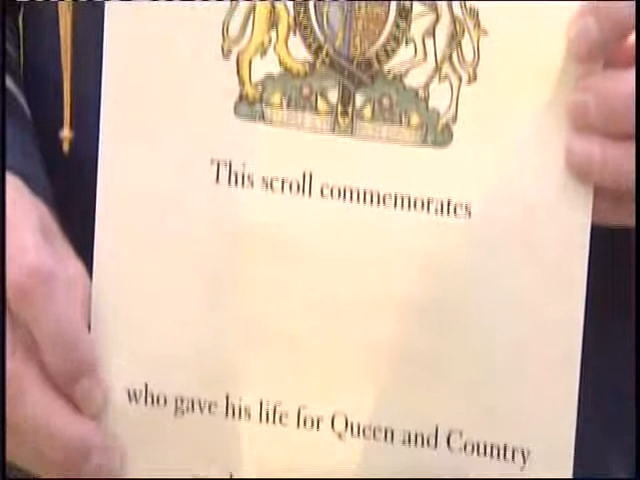 This scroll commemorates
who gave his life for Queen and Country